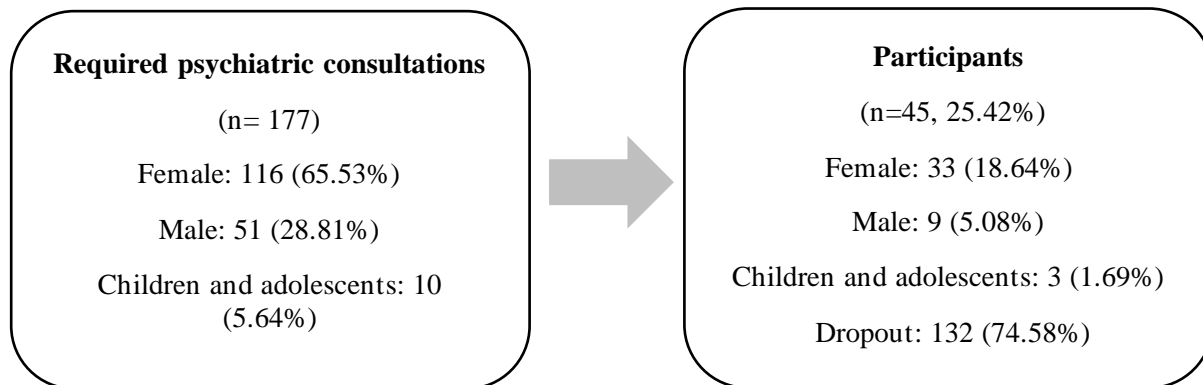 Required psychiatric consultations
(n= 177)
Female: 116 (65.53%)
Male: 51 (28.81%)
Children and adolescents: 10
(5.64%)
Participants
(n=45, 25.42%)
Female: 33 (18.64%)
Male: 9 (5.08%)
Children and adolescents: 3 (1.69%)
Dropout: 132 (74.58%)